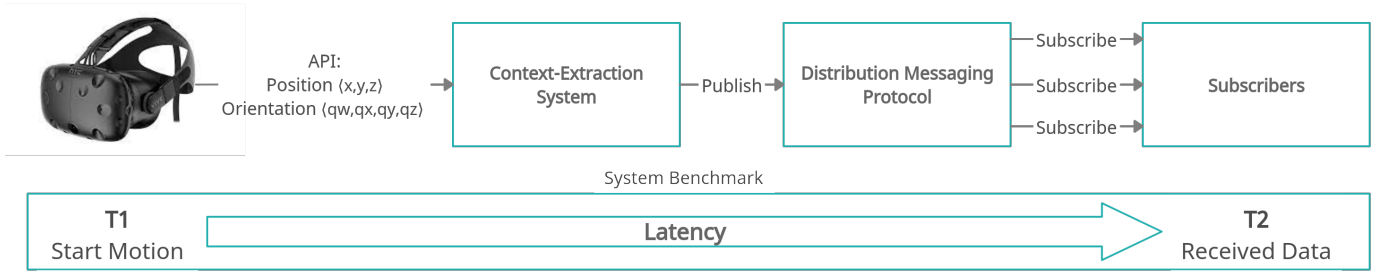 API:
Position ⟨x,y,z⟩
Orientation ⟨qw,qx,qy,qz⟩
Context-Extraction
System
Publish
Distribution Messaging
Protocol
Subscribe
Subscribe
Subscribe
Subscribers
System Benchmark
T1
Start Motion
Latency
T2
Received Data